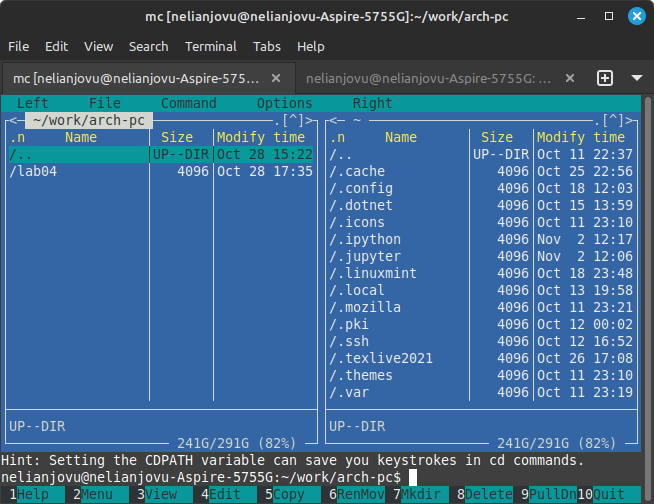 mc [nelianjovu@nelianjovu-Aspire-5755G]:~/work/arch-pc
File Edit View Search Terminal Tabs Help
mc [nelianjovu@nelianjovu-Aspire-575... × nelianjovu@nelianjovu-Aspire-5755G: ... ×
Left File Command Options Right
<─ ~/work/arch-pc ─.[^]> <─ ~ ─.[^]>
.n Name Size Modify time .n Name Size Modify time
/.. UP--DIR Oct 28 15:22 /.. UP--DIR Oct 11 22:37
/lab04 4096 Oct 28 17:35 /.cache 4096 Oct 25 22:56
/.config 4096 Oct 18 12:03
/.dotnet 4096 Oct 15 13:59
/.icons 4096 Oct 11 23:10
/.ipython 4096 Nov 2 12:17
/.jupyter 4096 Nov 2 12:06
/.linuxmint 4096 Oct 18 23:48
/.local 4096 Oct 13 19:58
/.mozilla 4096 Oct 11 23:21
/.pki 4096 Oct 12 00:02
/.ssh 4096 Oct 12 16:52
/.texlive2021 4096 Oct 26 17:08
/.themes 4096 Oct 11 23:10
/.var 4096 Oct 11 23:19
UP--DIR UP--DIR
241G/291G (82%) 241G/291G (82%)
Hint: Setting the CDPATH variable can save you keystrokes in cd commands.
nelianjovu@nelianjovu-Aspire-5755G:~/work/arch-pc$
1Help 2Menu 3View 4Edit 5Copy 6RenMov 7Mkdir 8Delete 9PullDn 10Quit